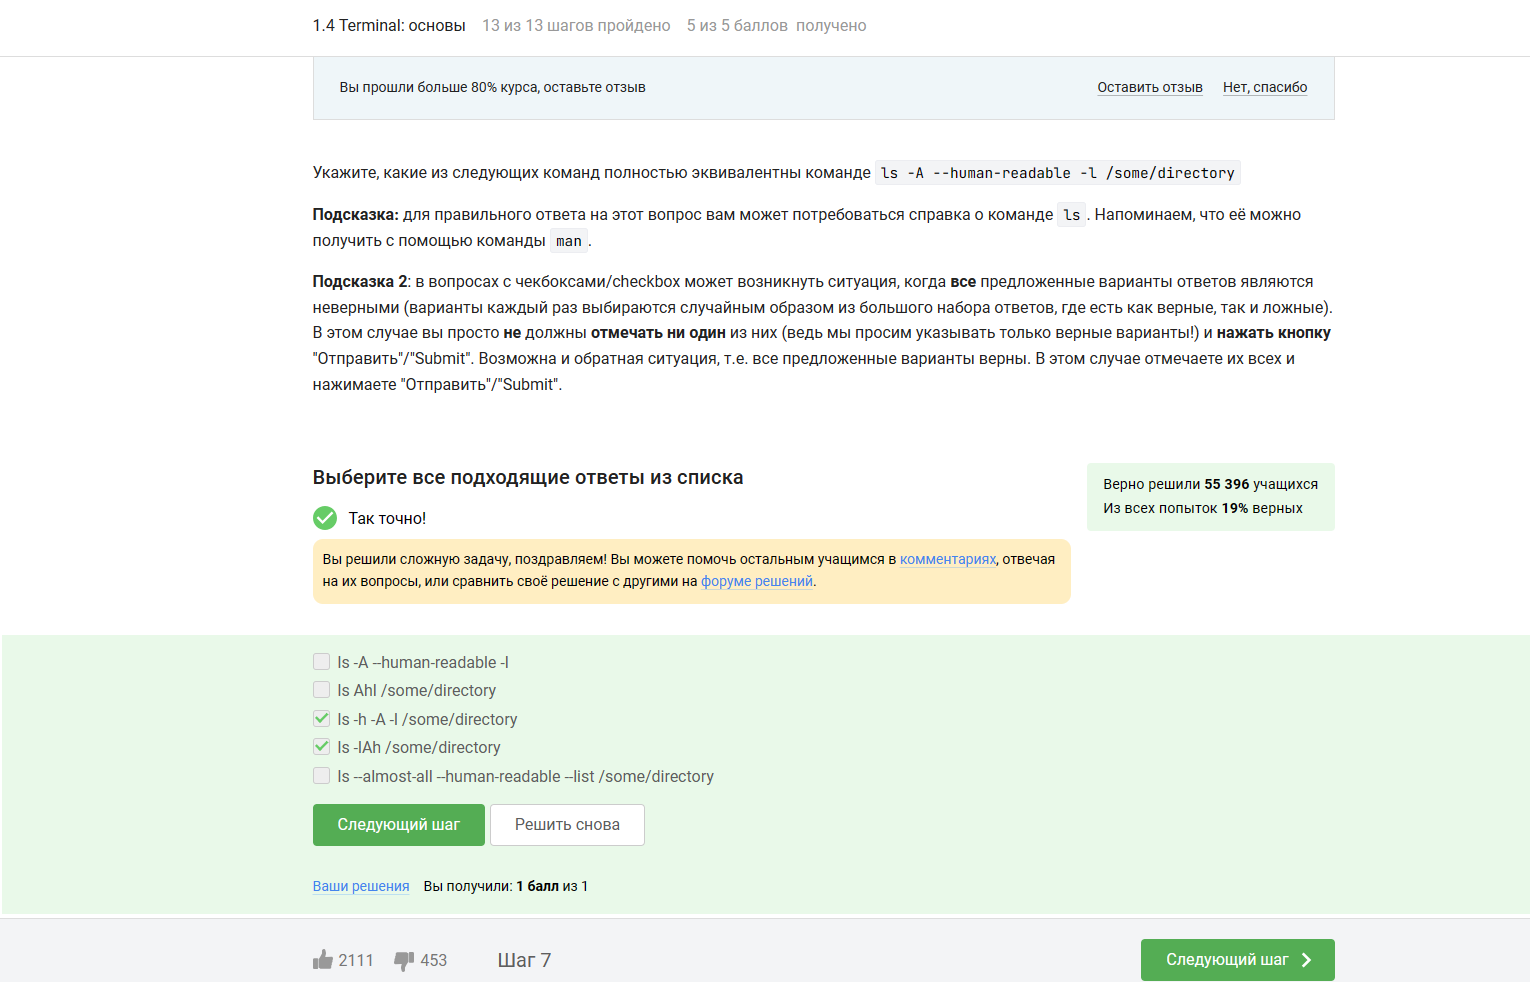 1.4 Terminal: основы 13 из 13 шагов пройдено 5 из 5 баллов получено
Вы прошли больше 80% курса, оставьте отзыв Оставить отзыв Нет, спасибо
Укажите, какие из следующих команд полностью эквивалентны команде ls -A --human-readable -l /some/directory
Подсказка: для правильного ответа на этот вопрос вам может потребоваться справка о команде ls. Напоминаем, что её можно
получить с помощью команды man.
Подсказка 2: в вопросах с чекбоксами/checkbox может возникнуть ситуация, когда все предложенные варианты ответов являются
неверными (варианты каждый раз выбираются случайным образом из большого набора ответов, где есть как верные, так и ложные).
В этом случае вы просто не должны отмечать ни один из них (ведь мы просим указывать только верные варианты!) и нажать кнопку
"Отправить"/"Submit". Возможна и обратная ситуация, т.е. все предложенные варианты верны. В этом случае отмечаете их всех и
нажимаете "Отправить"/"Submit".
Выберите все подходящие ответы из списка
Верно решили 55 396 учащихся
Из всех попыток 19% верных
Так точно!
Вы решили сложную задачу, поздравляем! Вы можете помочь остальным учащимся в комментариях, отвечая
на их вопросы, или сравнить своё решение с другими на форуме решений.
ls -A --human-readable -l
ls Ahl /some/directory
ls -h -A -l /some/directory
ls -lAh /some/directory
ls --almost-all --human-readable --list /some/directory
Следующий шаг Решить снова
Ваши решения Вы получили: 1 балл из 1
2111 453 Шаг 7 Следующий шаг